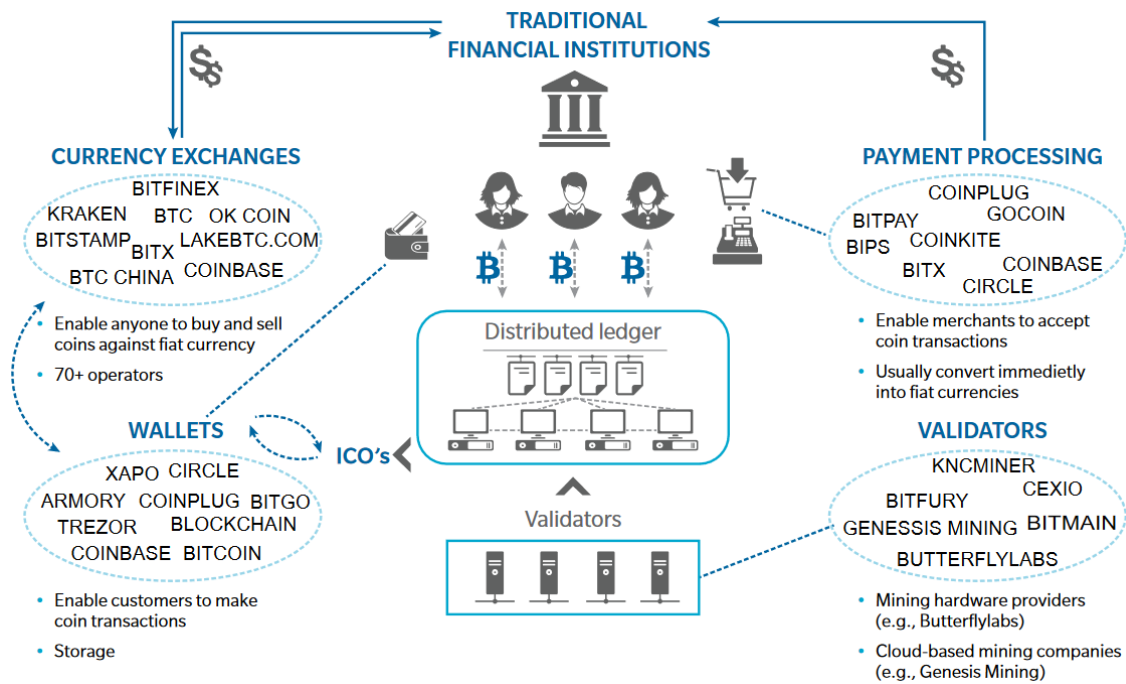 TRADITIONAL
FINANCIAL INSTITUTIONS
$$
$$
CURRENCY EXCHANGES
BITFINEX
KRAKEN BTC OK COIN
BITSTAMP BITX LAKEBTC.COM
BTC CHINA COINBASE
• Enable anyone to buy and sell
coins against fiat currency
• 70+ operators
PAYMENT PROCESSING
COINPLUG
BITPAY GOCOIN
BIPS COINKITE
BITX COINBASE
CIRCLE
• Enable merchants to accept
coin transactions
• Usually convert immedietly
into fiat currencies
Distributed ledger
WALLETS
XAPO CIRCLE
ARMORY COINPLUG BITGO
TREZOR BLOCKCHAIN
COINBASE BITCOIN
• Enable customers to make
coin transactions
• Storage
ICO's
Validators
VALIDATORS
KNCMINER
BITFURY CEXIO
GENESSIS MINING BITMAIN
BUTTERFLYLABS
• Mining hardware providers
(e.g., Butterflylabs)
• Cloud-based mining companies
(e.g., Genesis Mining)